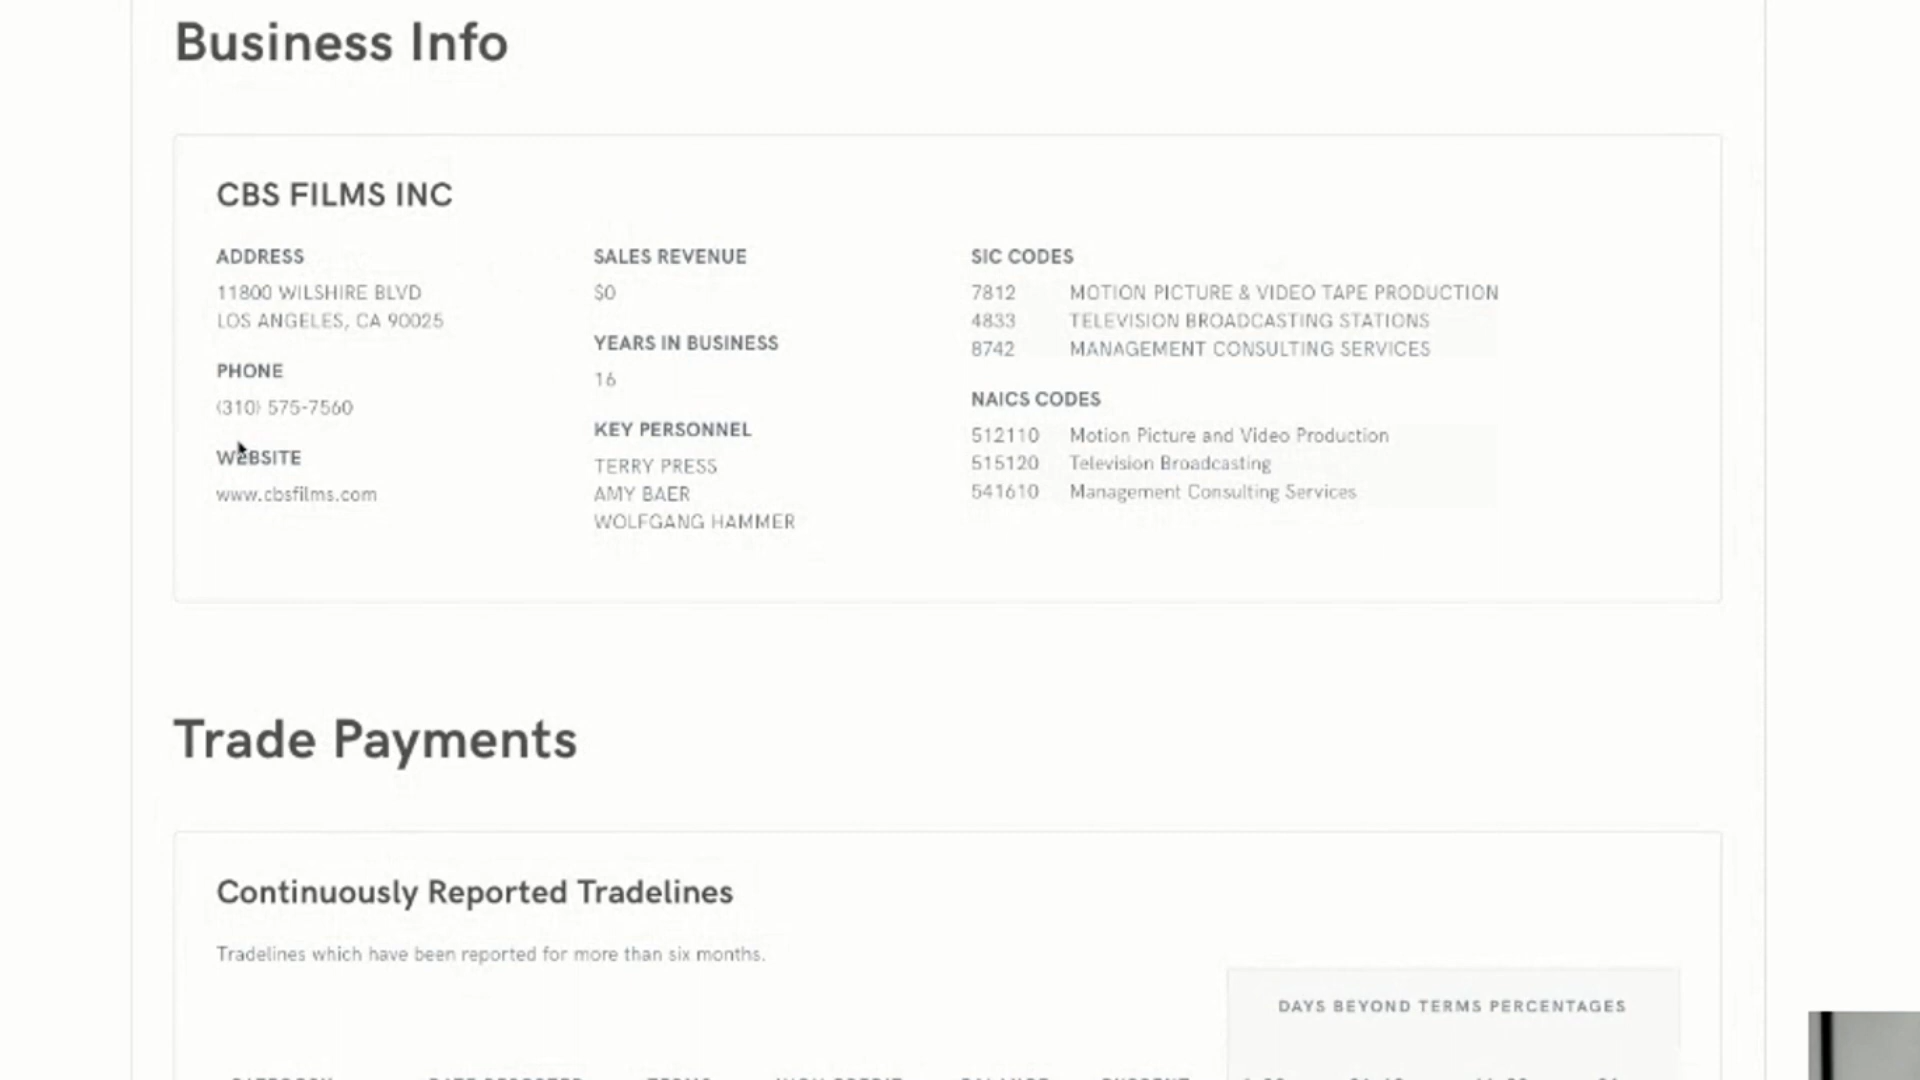 Business Info
CBS FILMS INC
ADDRESS
11800 WILSHIRE BLVD
LOS ANGELES, CA 90025
PHONE
(310) 575-7560
WEBSITE
www.cbsfilms.com
SALES REVENUE
$0
YEARS IN BUSINESS
16
KEY PERSONNEL
TERRY PRESS
AMY BAER
WOLFGANG HAMMER
SIC CODES
7812 MOTION PICTURE & VIDEO TAPE PRODUCTION
4833 TELEVISION BROADCASTING STATIONS
8742 MANAGEMENT CONSULTING SERVICES
NAICS CODES
512110 Motion Picture and Video Production
515120 Television Broadcasting
541610 Management Consulting Services
Trade Payments
Continuously Reported Tradelines
Tradelines which have been reported for more than six months.
DAYS BEYOND TERMS PERCENTAGES